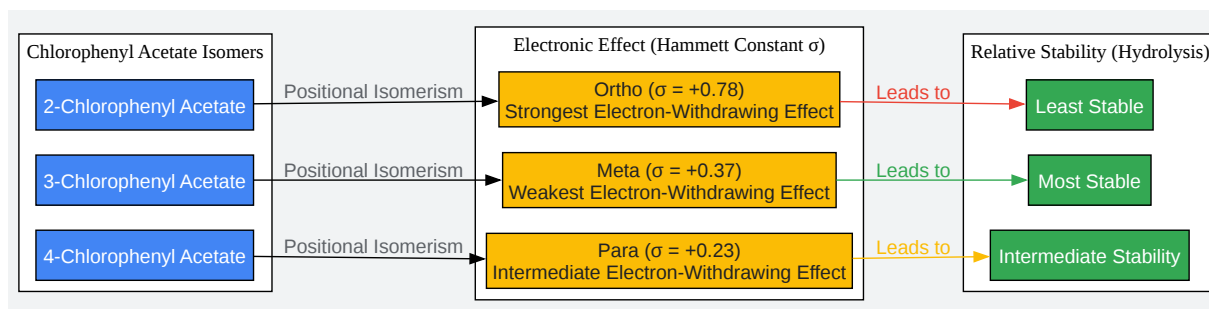 Chlorophenyl Acetate Isomers
Electronic Effect (Hammett Constant σ)
Relative Stability (Hydrolysis)
2-Chlorophenyl Acetate
Positional Isomerism
Ortho (σ = +0.78)
Strongest Electron-Withdrawing Effect
Leads to
Least Stable
3-Chlorophenyl Acetate
Positional Isomerism
Meta (σ = +0.37)
Weakest Electron-Withdrawing Effect
Leads to
Most Stable
4-Chlorophenyl Acetate
Positional Isomerism
Para (σ = +0.23)
Intermediate Electron-Withdrawing Effect
Leads to
Intermediate Stability